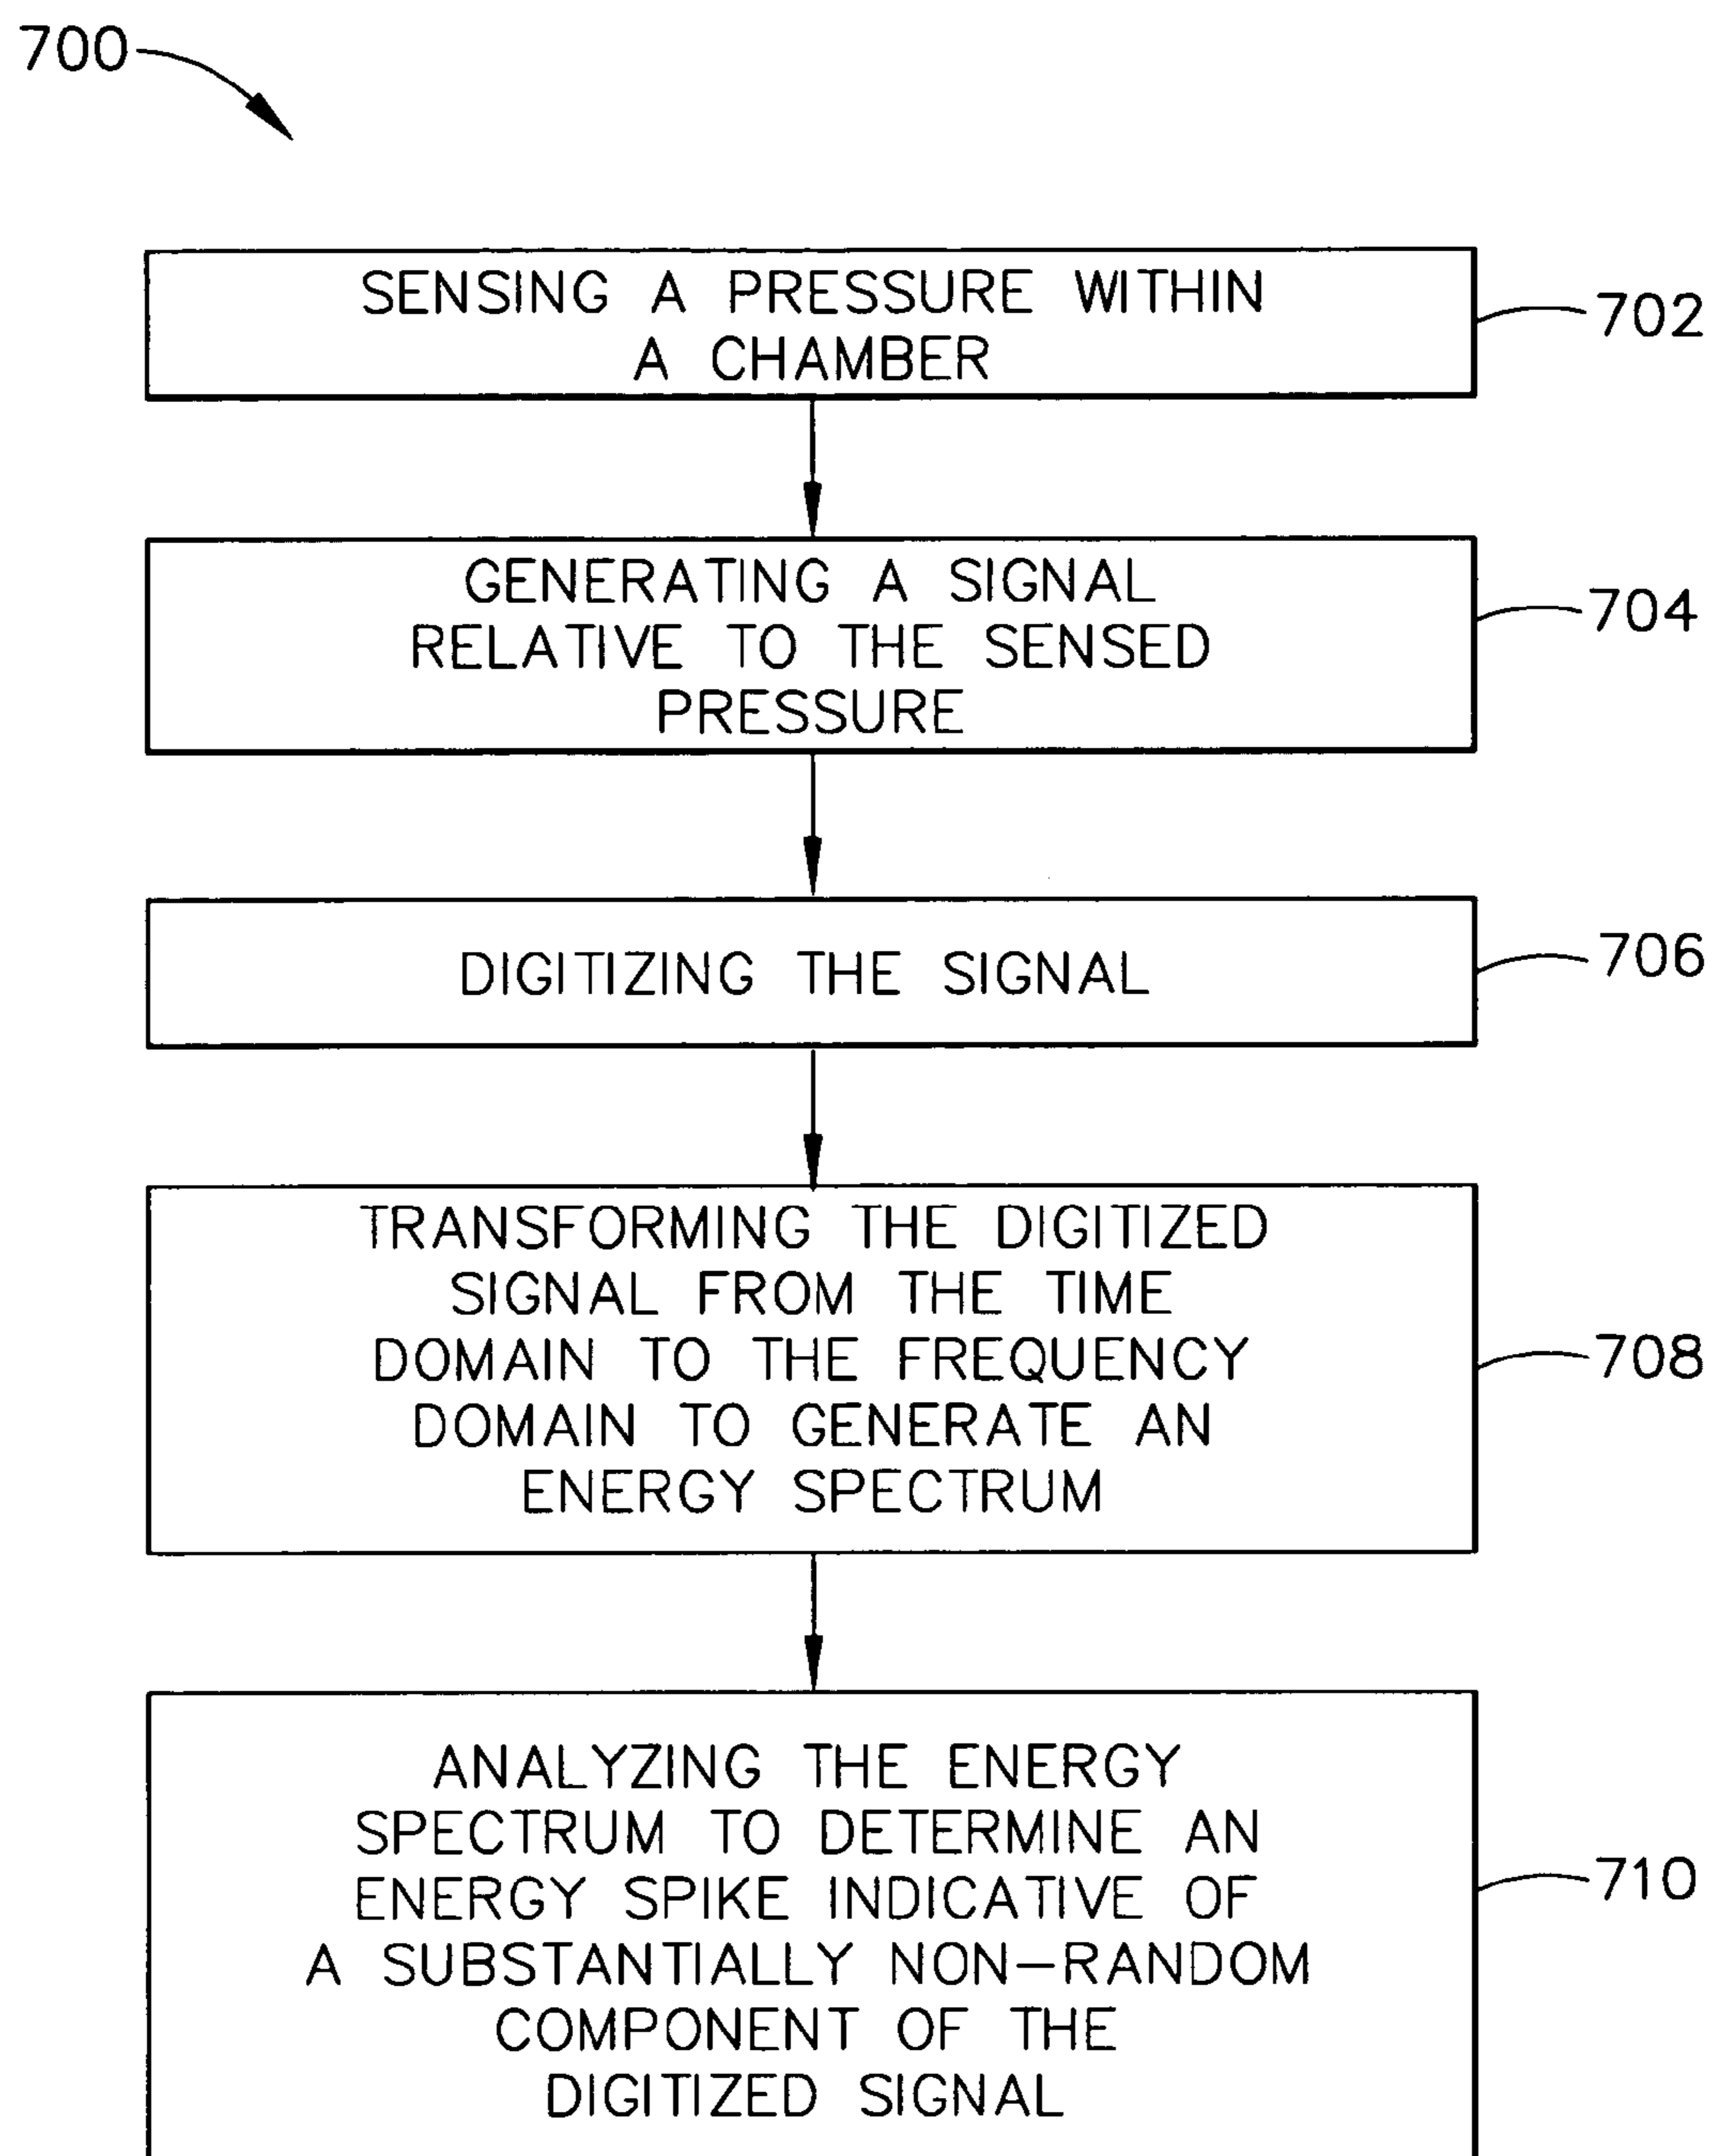 700
SENSING A PRESSURE WITHIN
A CHAMBER
702
GENERATING A SIGNAL
RELATIVE TO THE SENSED
PRESSURE
704
DIGITIZING THE SIGNAL
706
TRANSFORMING THE DIGITIZED
SIGNAL FROM THE TIME
DOMAIN TO THE FREQUENCY
DOMAIN TO GENERATE AN
ENERGY SPECTRUM
708
ANALYZING THE ENERGY
SPECTRUM TO DETERMINE AN
ENERGY SPIKE INDICATIVE OF
A SUBSTANTIALLY NON-RANDOM
COMPONENT OF THE
DIGITIZED SIGNAL
710